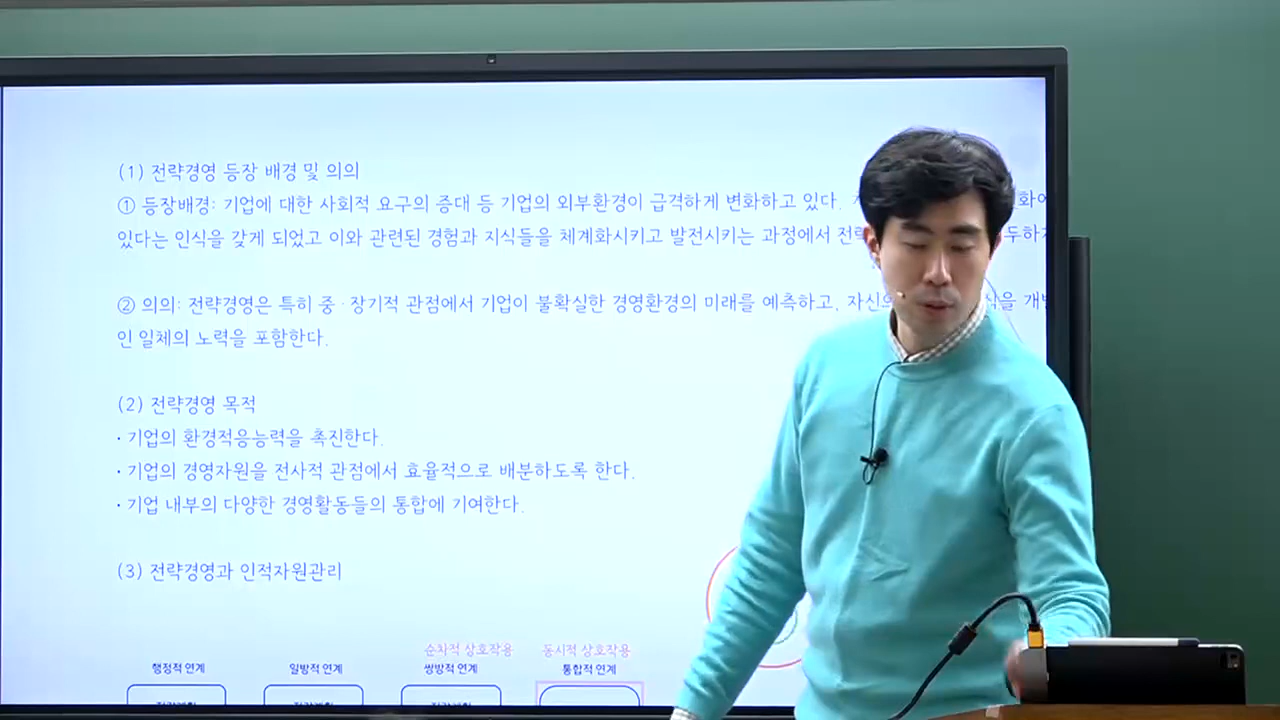 (1) 전략경영 등장 배경 및 의의
① 등장배경: 기업에 대한 사회적 요구의 증대 등 기업의 외부환경이 급격하게 변화하고 있다.
있다는 인식을 갖게 되었고 이와 관련된 경험과 지식들을 체계화시키고 발전시키는 과정에서
② 의의: 전략경영은 특히 중·장기적 관점에서 기업이 불확실한 경영환경의 미래를 예측하고,
인 일체의 노력을 포함한다.
(2) 전략경영 목적
· 기업의 환경적응능력을 촉진한다.
· 기업의 경영자원을 전사적 관점에서 효율적으로 배분하도록 한다.
· 기업 내부의 다양한 경영활동들의 통합에 기여한다.
(3) 전략경영과 인적자원관리
순차적 상호작용 동시적 상호작용
행정적 연계 일방적 연계 쌍방적 연계 통합적 연계